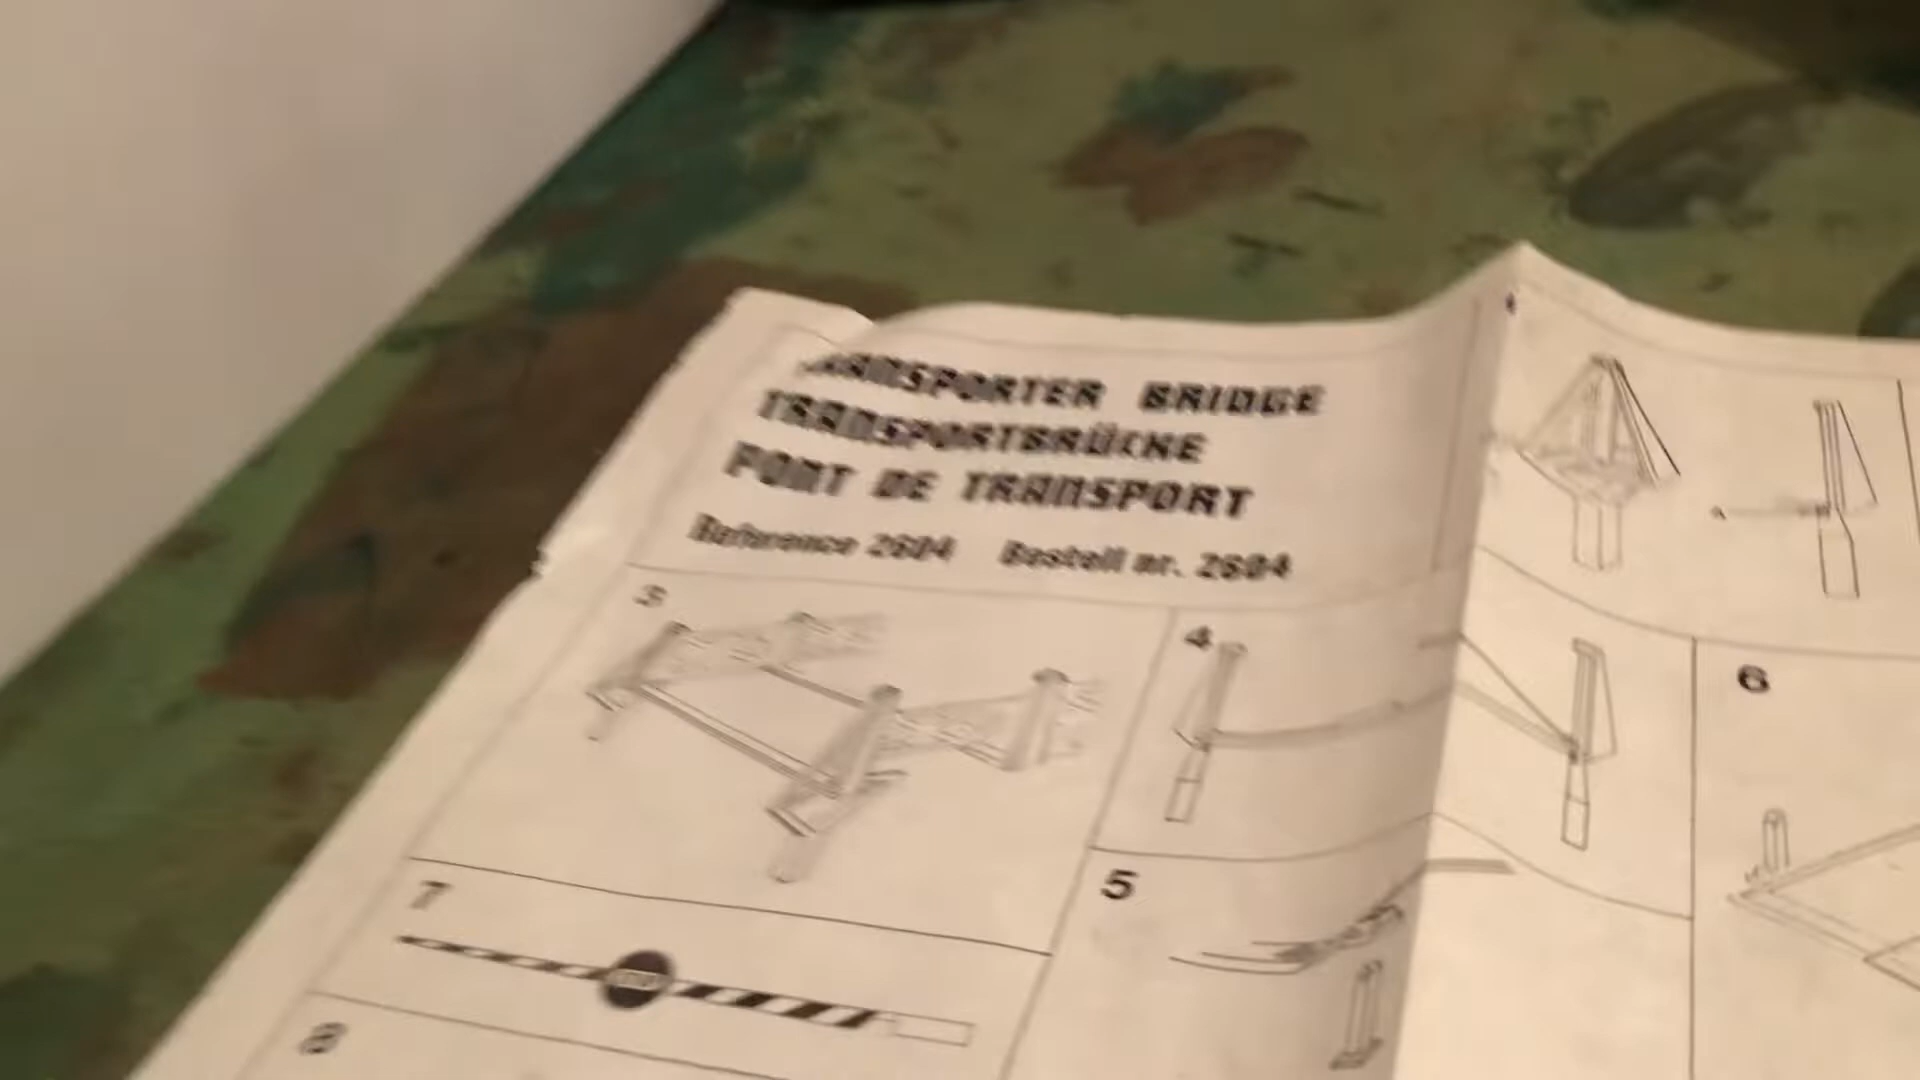 TRANSPORTER BRIDGE
TRANSPORTBRÜCKE
PONT DE TRANSPORT
Reference 2604 Bestell nr. 2604
3
4
6
5
7
8